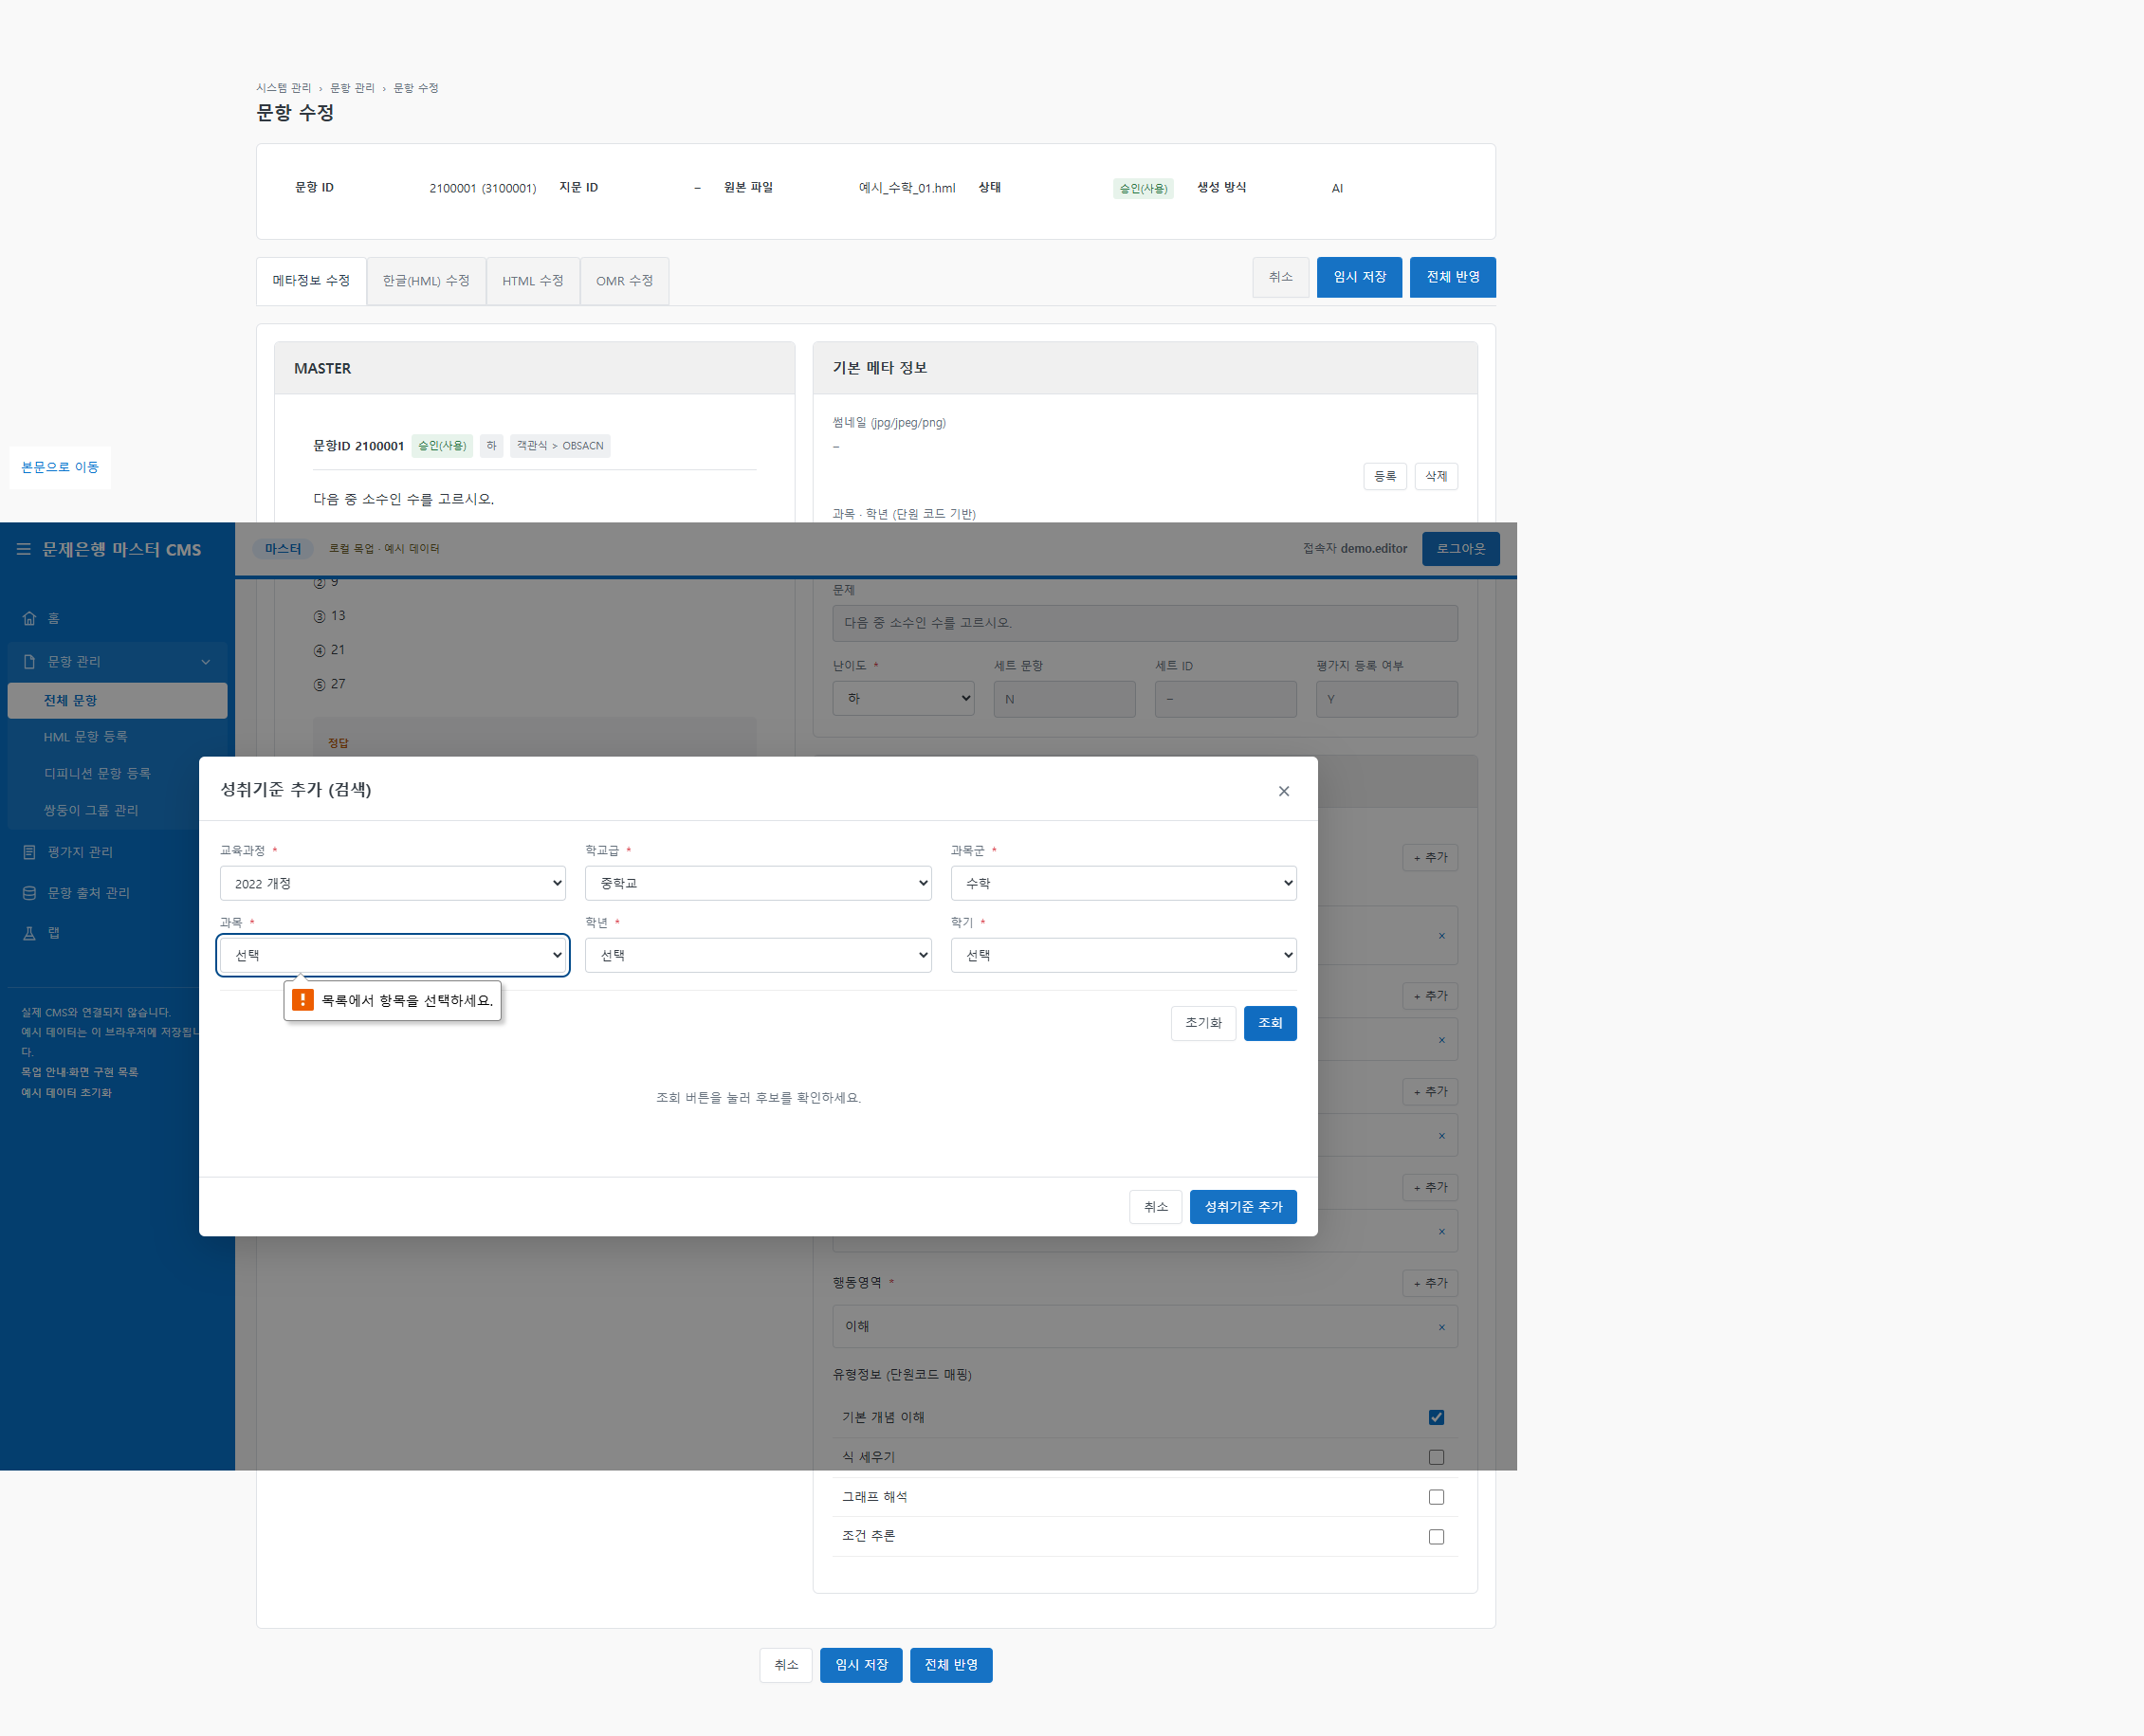 시스템 관리 › 문항 관리 › 문항 수정
문항 수정
문항 ID 2100001 (3100001) 지문 ID – 원본 파일 예시_수학_01.hml 상태 승인(사용) 생성 방식 AI
메타정보 수정 한글(HML) 수정 HTML 수정 OMR 수정 취소 임시 저장 전체 반영
MASTER
문항ID 2100001 승인(사용) 하 객관식 > OBSACN
다음 중 소수인 수를 고르시오.
기본 메타 정보
썸네일 (jpg/jpeg/png)
–
등록 삭제
과목 · 학년 (단원 코드 기반)
본문으로 이동
문제은행 마스터 CMS
마스터 로컬 목업 · 예시 데이터 접속자 demo.editor 로그아웃
홈
문항 관리
전체 문항
HML 문항 등록
디피니션 문항 등록
쌍둥이 그룹 관리
평가지 관리
문항 출처 관리
랩
실제 CMS와 연결되지 않습니다.
예시 데이터는 이 브라우저에 저장됩니
다.
목업 안내·화면 구현 목록
예시 데이터 초기화
② 9
③ 13
④ 21
⑤ 27
정답
문제
다음 중 소수인 수를 고르시오.
난이도 * 세트 문항 세트 ID 평가지 등록 여부
하 N – Y
성취기준 추가 (검색) ×
교육과정 * 학교급 * 과목군 *
2022 개정 중학교 수학
과목 * 학년 * 학기 *
선택 선택 선택
! 목록에서 항목을 선택하세요.
초기화 조회
조회 버튼을 눌러 후보를 확인하세요.
취소 성취기준 추가
+ 추가
×
+ 추가
×
+ 추가
×
+ 추가
×
행동영역 * + 추가
이해 ×
유형정보 (단원코드 매핑)
기본 개념 이해
식 세우기
그래프 해석
조건 추론
취소 임시 저장 전체 반영